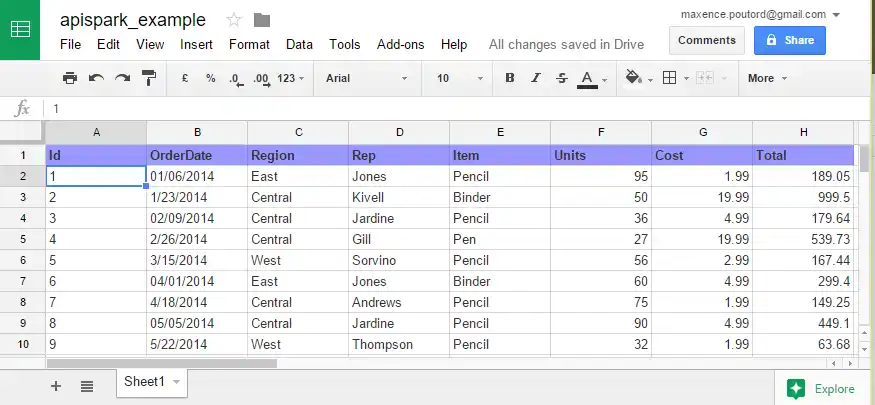 apispark_example
maxence.poutord@gmail.com
File Edit View Insert Format Data Tools Add-ons Help All changes saved in Drive Comments Share
£ % .0 .00 123 Arial 10 B I S A More
fx 1
A B C D E F G H
1 Id OrderDate Region Rep Item Units Cost Total
2 1 01/06/2014 East Jones Pencil 95 1.99 189.05
3 2 1/23/2014 Central Kivell Binder 50 19.99 999.5
4 3 02/09/2014 Central Jardine Pencil 36 4.99 179.64
5 4 2/26/2014 Central Gill Pen 27 19.99 539.73
6 5 3/15/2014 West Sorvino Pencil 56 2.99 167.44
7 6 04/01/2014 East Jones Binder 60 4.99 299.4
8 7 4/18/2014 Central Andrews Pencil 75 1.99 149.25
9 8 05/05/2014 Central Jardine Pencil 90 4.99 449.1
10 9 5/22/2014 West Thompson Pencil 32 1.99 63.68
Sheet1
Explore